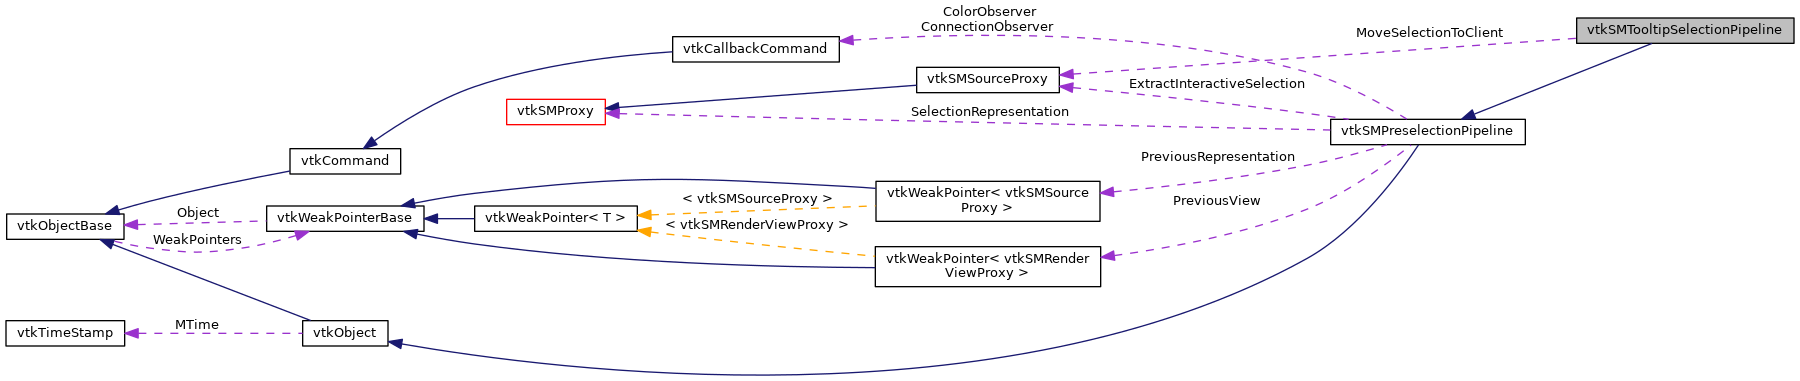 ColorObserver
ConnectionObserver
vtkSMTooltipSelectionPipeline
MoveSelectionToClient
vtkCallbackCommand
vtkSMSourceProxy
ExtractInteractiveSelection
vtkSMProxy
SelectionRepresentation
vtkSMPreselectionPipeline
vtkCommand
PreviousRepresentation
vtkWeakPointer< vtkSMSource
Proxy >
< vtkSMSourceProxy >
PreviousView
Object
vtkWeakPointerBase
vtkWeakPointer< T >
vtkObjectBase
< vtkSMRenderViewProxy >
WeakPointers
vtkWeakPointer< vtkSMRender
ViewProxy >
MTime
vtkTimeStamp
vtkObject